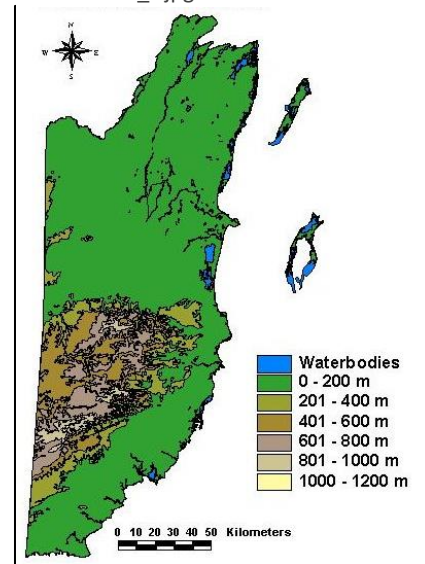 N
W E
S
Waterbodies
0 - 200 m
201 - 400 m
401 - 600 m
601 - 800 m
801 - 1000 m
1000 - 1200 m
0 10 20 30 40 50 Kilometers